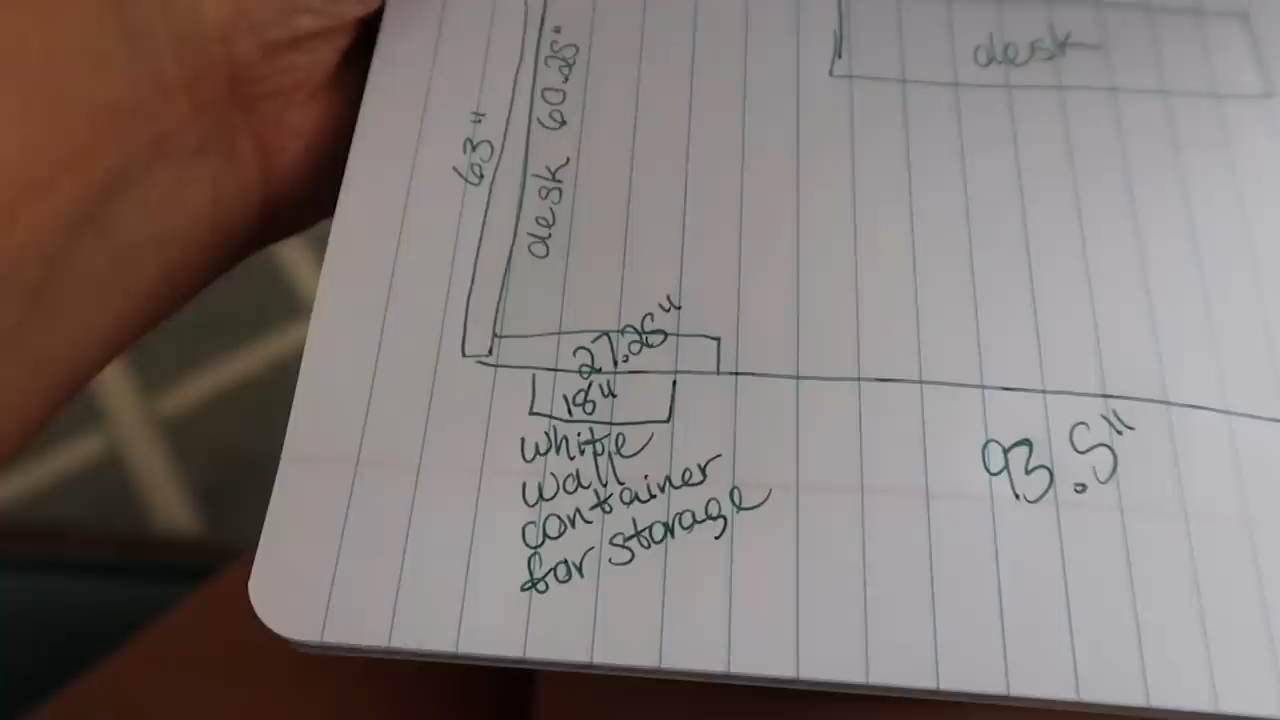 desk
63"
desk 60.25"
27.25"
18"
white
wall
container
for storage
93.5"